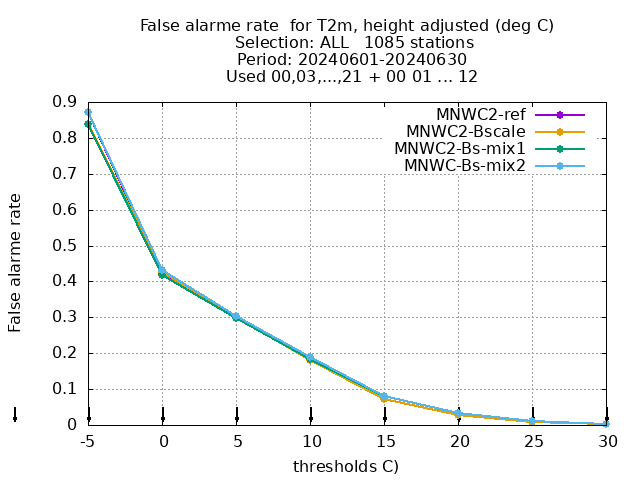 False alarme rate  for T2m, height adjusted (deg C)
Selection: ALL   1085 stations
Period: 20240601-20240630
Used 00,03,...,21 + 00 01 ... 12
MNWC2-ref
MNWC2-Bscale
MNWC2-Bs-mix1
MNWC-Bs-mix2
False alarme rate
0.9
0.8
0.7
0.6
0.5
0.4
0.3
0.2
0.1
0
-5 0 5 10 15 20 25 30
thresholds C)